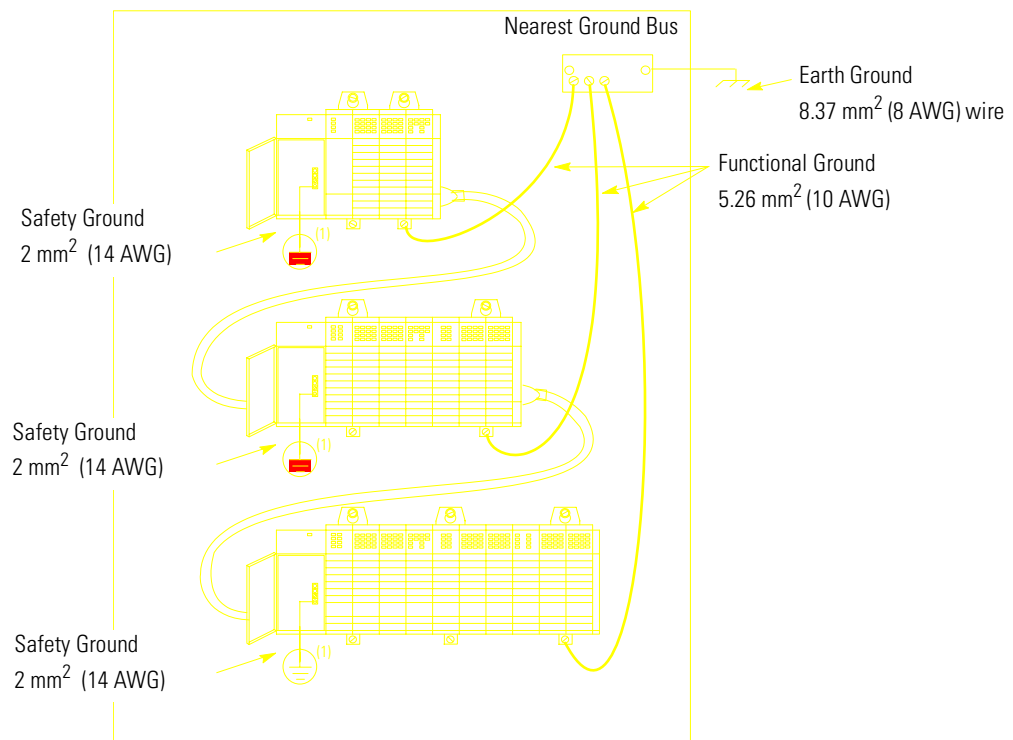 Nearest Ground Bus
Earth Ground
8.37 mm² (8 AWG) wire
Functional Ground
5.26 mm² (10 AWG)
Safety Ground
2 mm² (14 AWG)
(1)
Safety Ground
2 mm² (14 AWG)
(1)
Safety Ground
2 mm² (14 AWG)
(1)